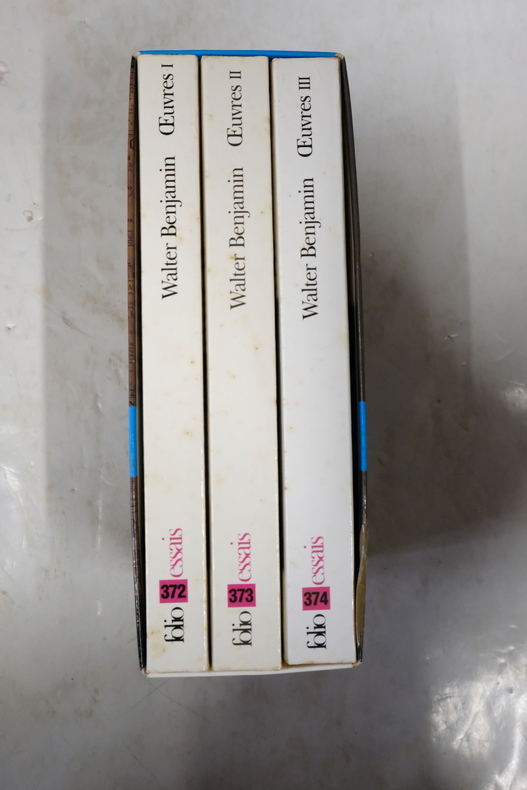 Walter Benjamin Œuvres I
folio 372 essais
Walter Benjamin Œuvres II
folio 373 essais
Walter Benjamin Œuvres III
folio 374 essais